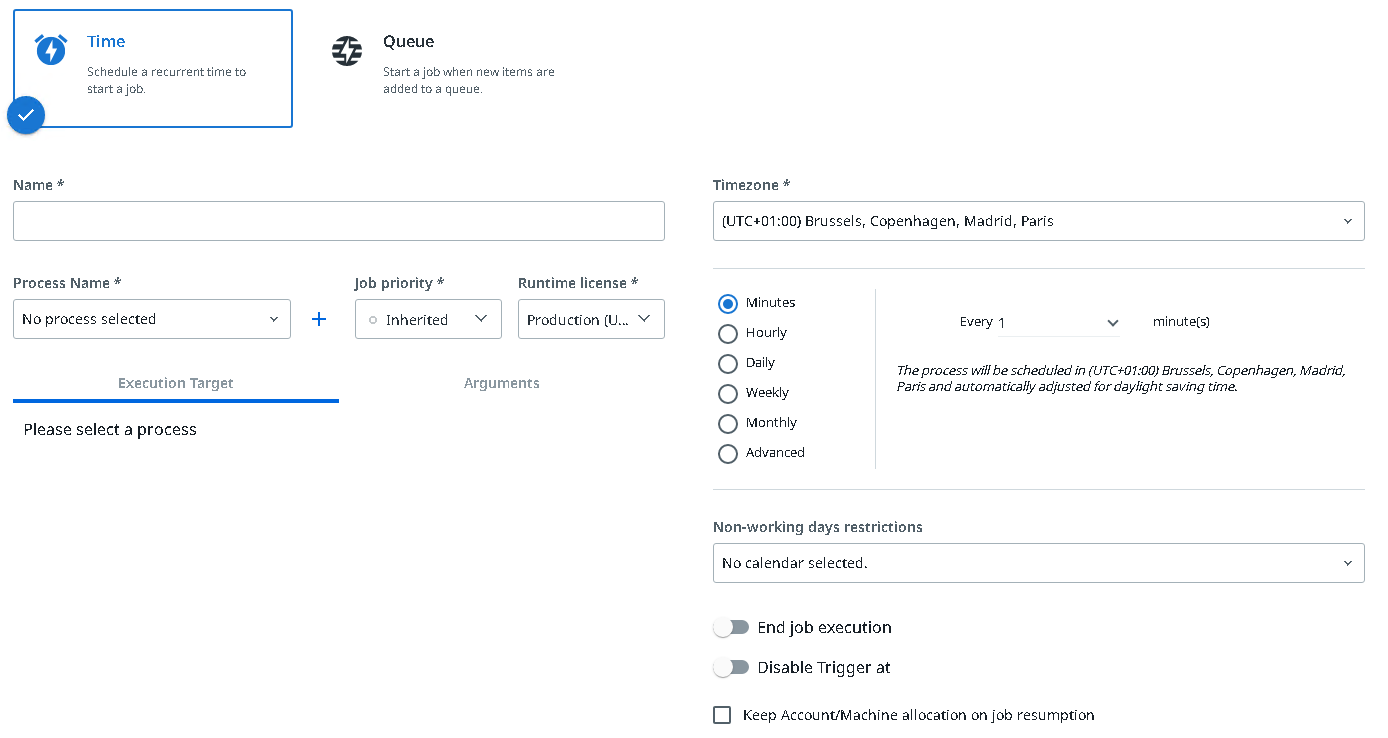 Time
Schedule a recurrent time to
start a job.
Queue
Start a job when new items are
added to a queue.
Name *
Process Name *
Job priority *
Runtime license *
No process selected
Inherited
Production (U...
Execution Target
Arguments
Please select a process
Timezone *
(UTC+01:00) Brussels, Copenhagen, Madrid, Paris
Minutes
Hourly
Daily
Weekly
Monthly
Advanced
Every 1 minute(s)
The process will be scheduled in (UTC+01:00) Brussels, Copenhagen, Madrid,
Paris and automatically adjusted for daylight saving time.
Non-working days restrictions
No calendar selected.
End job execution
Disable Trigger at
Keep Account/Machine allocation on job resumption